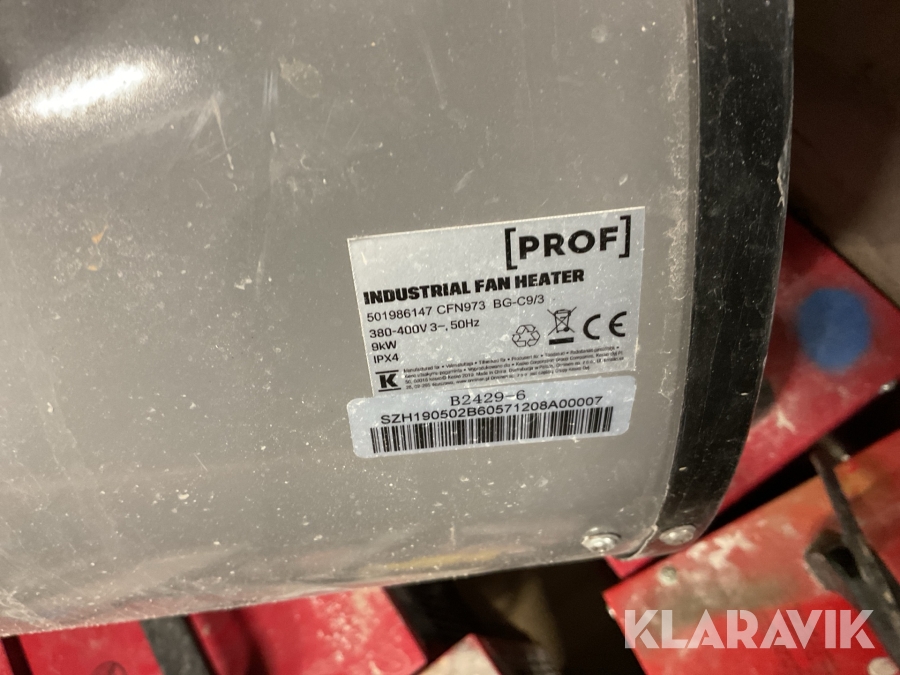 [PROF]
INDUSTRIAL FAN HEATER
501986147 CFN973 BG-C9/3
380-400V 3~, 50Hz
9kW
IPX4
CE
K
B2429-6
SZH190502B60571208A00007
KLARAVIK